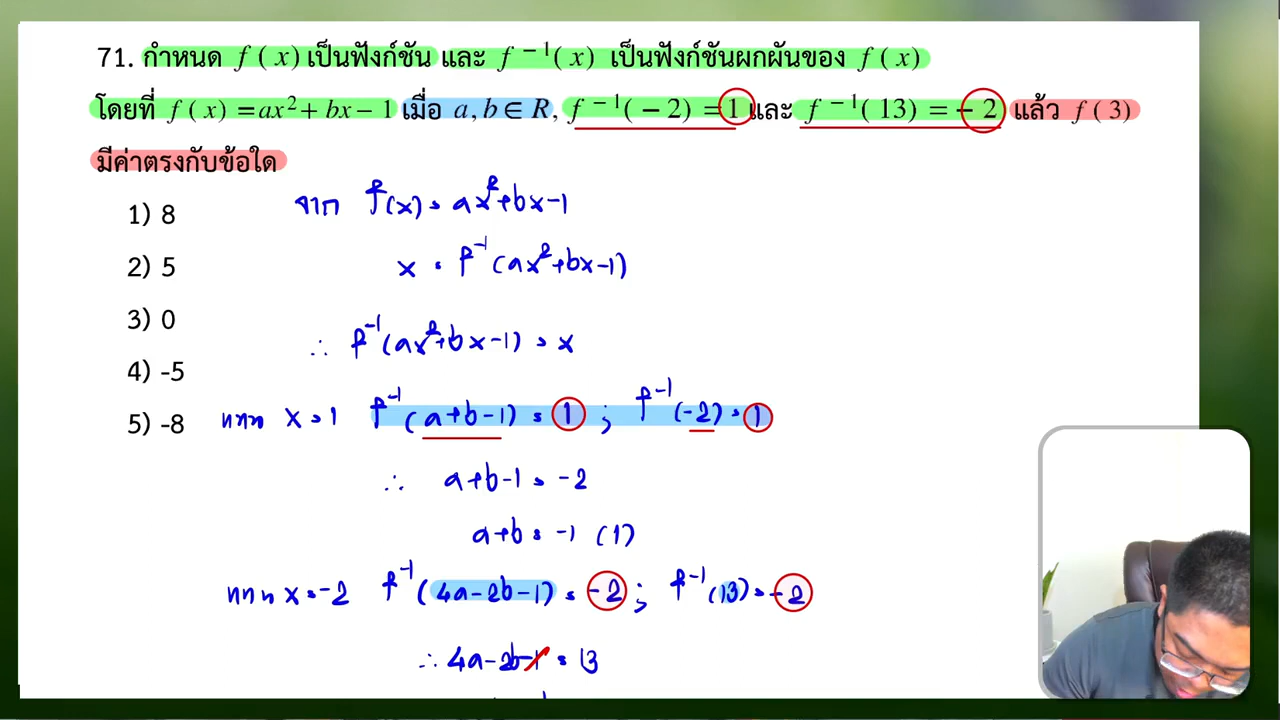 71. กำหนด f ( x ) เป็นฟังก์ชัน และ f⁻¹( x ) เป็นฟังก์ชันผกผันของ f ( x )
โดยที่ f ( x ) = ax² + bx − 1 เมื่อ a, b ∈ R, f⁻¹( − 2 ) = 1 และ f⁻¹( 13 ) = − 2 แล้ว f ( 3 )
มีค่าตรงกับข้อใด
1) 8
2) 5
3) 0
4) -5
5) -8
จาก f(x) = ax²+bx-1
x = f⁻¹(ax²+bx-1)
∴ f⁻¹(ax²+bx-1) = x
แทน x=1 f⁻¹(a+b-1) = 1 ; f⁻¹(-2) = 1
∴ a+b-1 = -2
a+b = -1 (1)
แทน x=-2 f⁻¹(4a-2b-1) = -2 ; f⁻¹(13) = -2
∴ 4a-2b-1 = 13